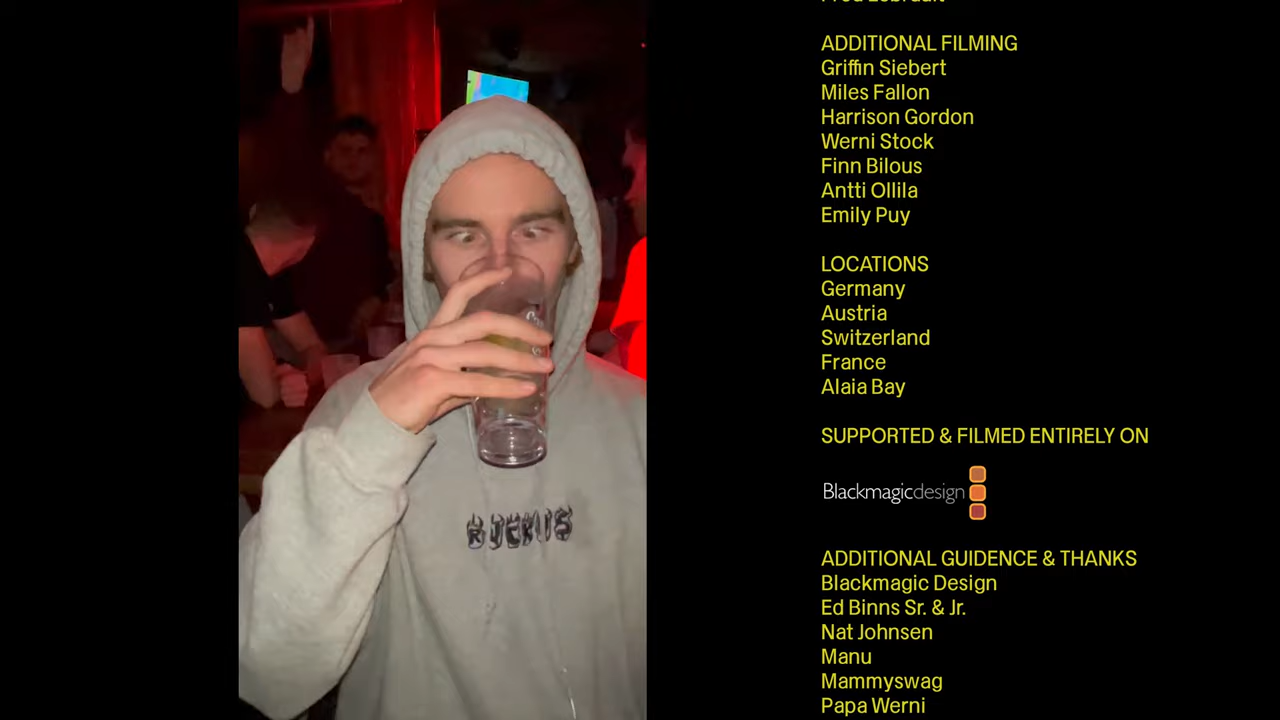 ADDITIONAL FILMING
Griffin Siebert
Miles Fallon
Harrison Gordon
Werni Stock
Finn Bilous
Antti Ollila
Emily Puy
LOCATIONS
Germany
Austria
Switzerland
France
Alaia Bay
SUPPORTED & FILMED ENTIRELY ON
Blackmagicdesign
ADDITIONAL GUIDENCE & THANKS
Blackmagic Design
Ed Binns Sr. & Jr.
Nat Johnsen
Manu
Mammyswag
Papa Werni